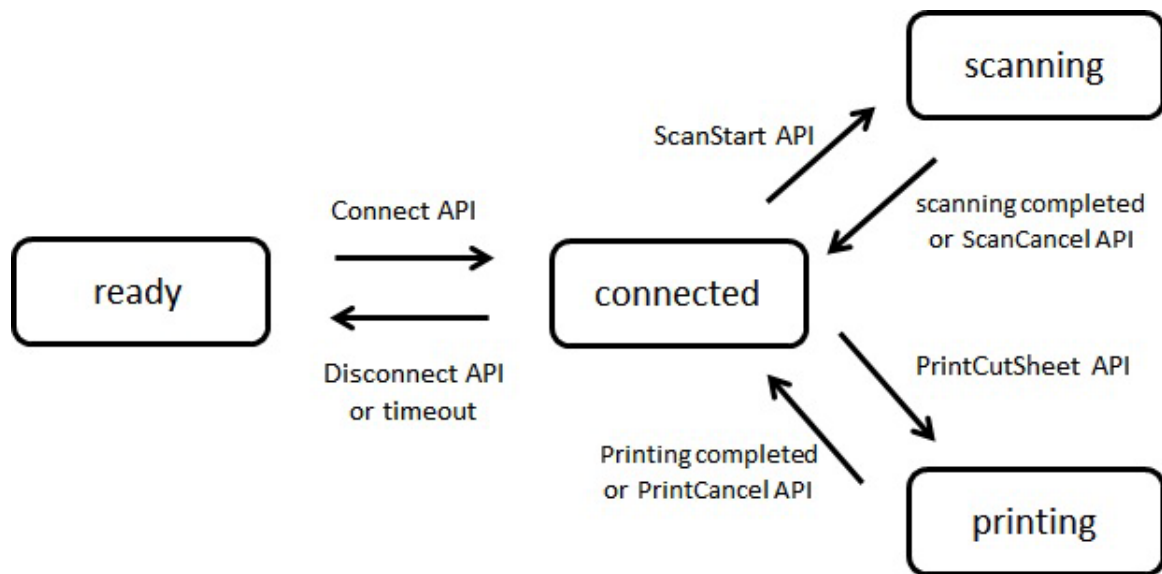 scanning
ScanStart API
scanning completed
or ScanCancel API
Connect API
ready
connected
Disconnect API
or timeout
PrintCutSheet API
Printing completed
or PrintCancel API
printing